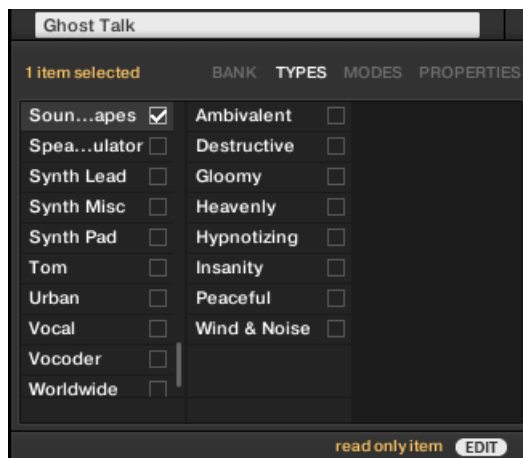 Ghost Talk
1 item selected BANK TYPES MODES PROPERTIES
Soun...apes Ambivalent
Spea...ulator Destructive
Synth Lead Gloomy
Synth Misc Heavenly
Synth Pad Hypnotizing
Tom Insanity
Urban Peaceful
Vocal Wind & Noise
Vocoder
Worldwide
read only item EDIT